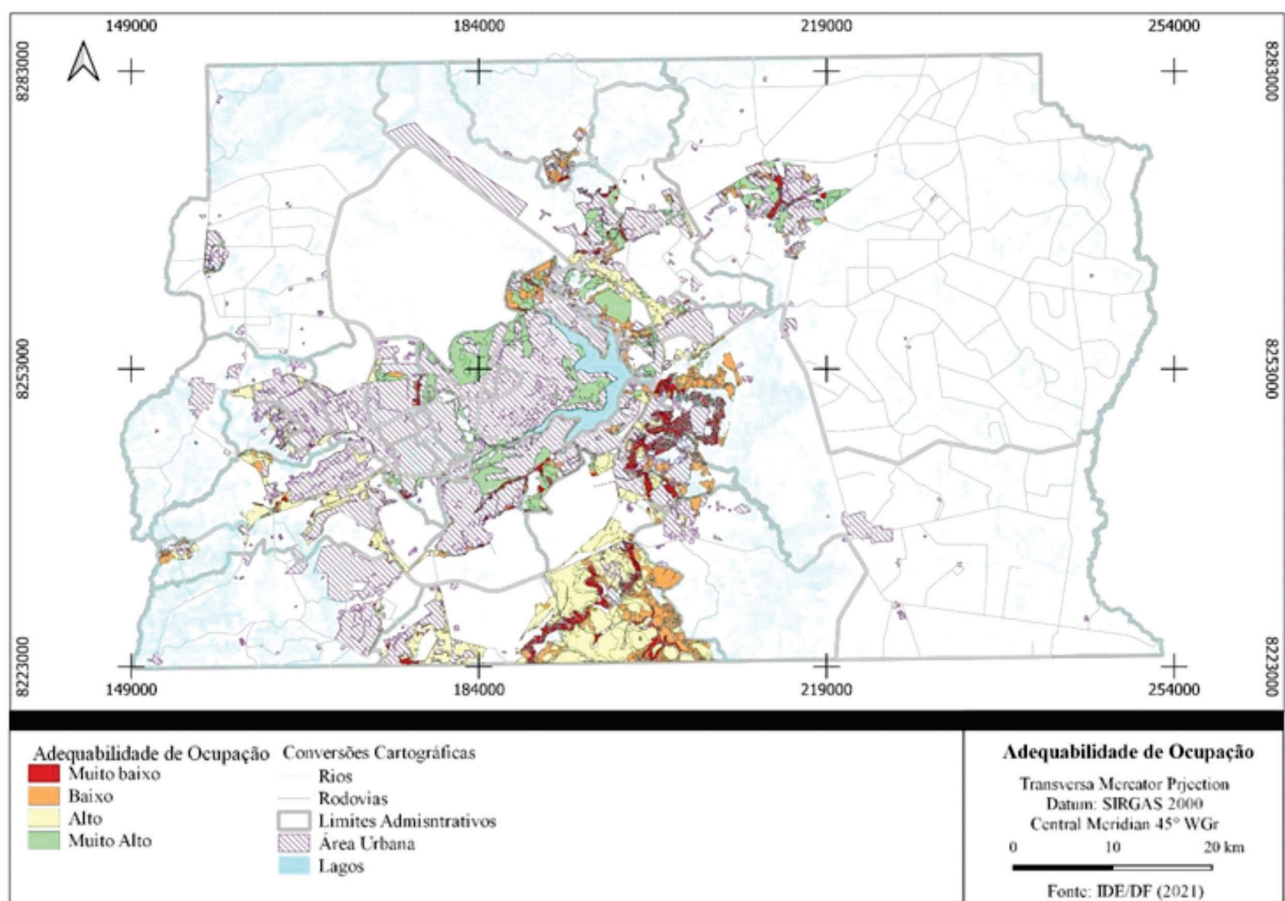 149000 184000 219000 254000
8283000 8283000
8253000 8253000
8223000 8223000
149000 184000 219000 254000
Adequabilidade de Ocupação
Muito baixo
Baixo
Alto
Muito Alto
Conversões Cartográficas
Rios
Rodovias
Limites Admisntrativos
Área Urbana
Lagos
Adequabilidade de Ocupação
Transversa Mercator Prjection
Datum: SIRGAS 2000
Central Meridian 45° WGr
0 10 20 km
Fonte: IDE/DF (2021)